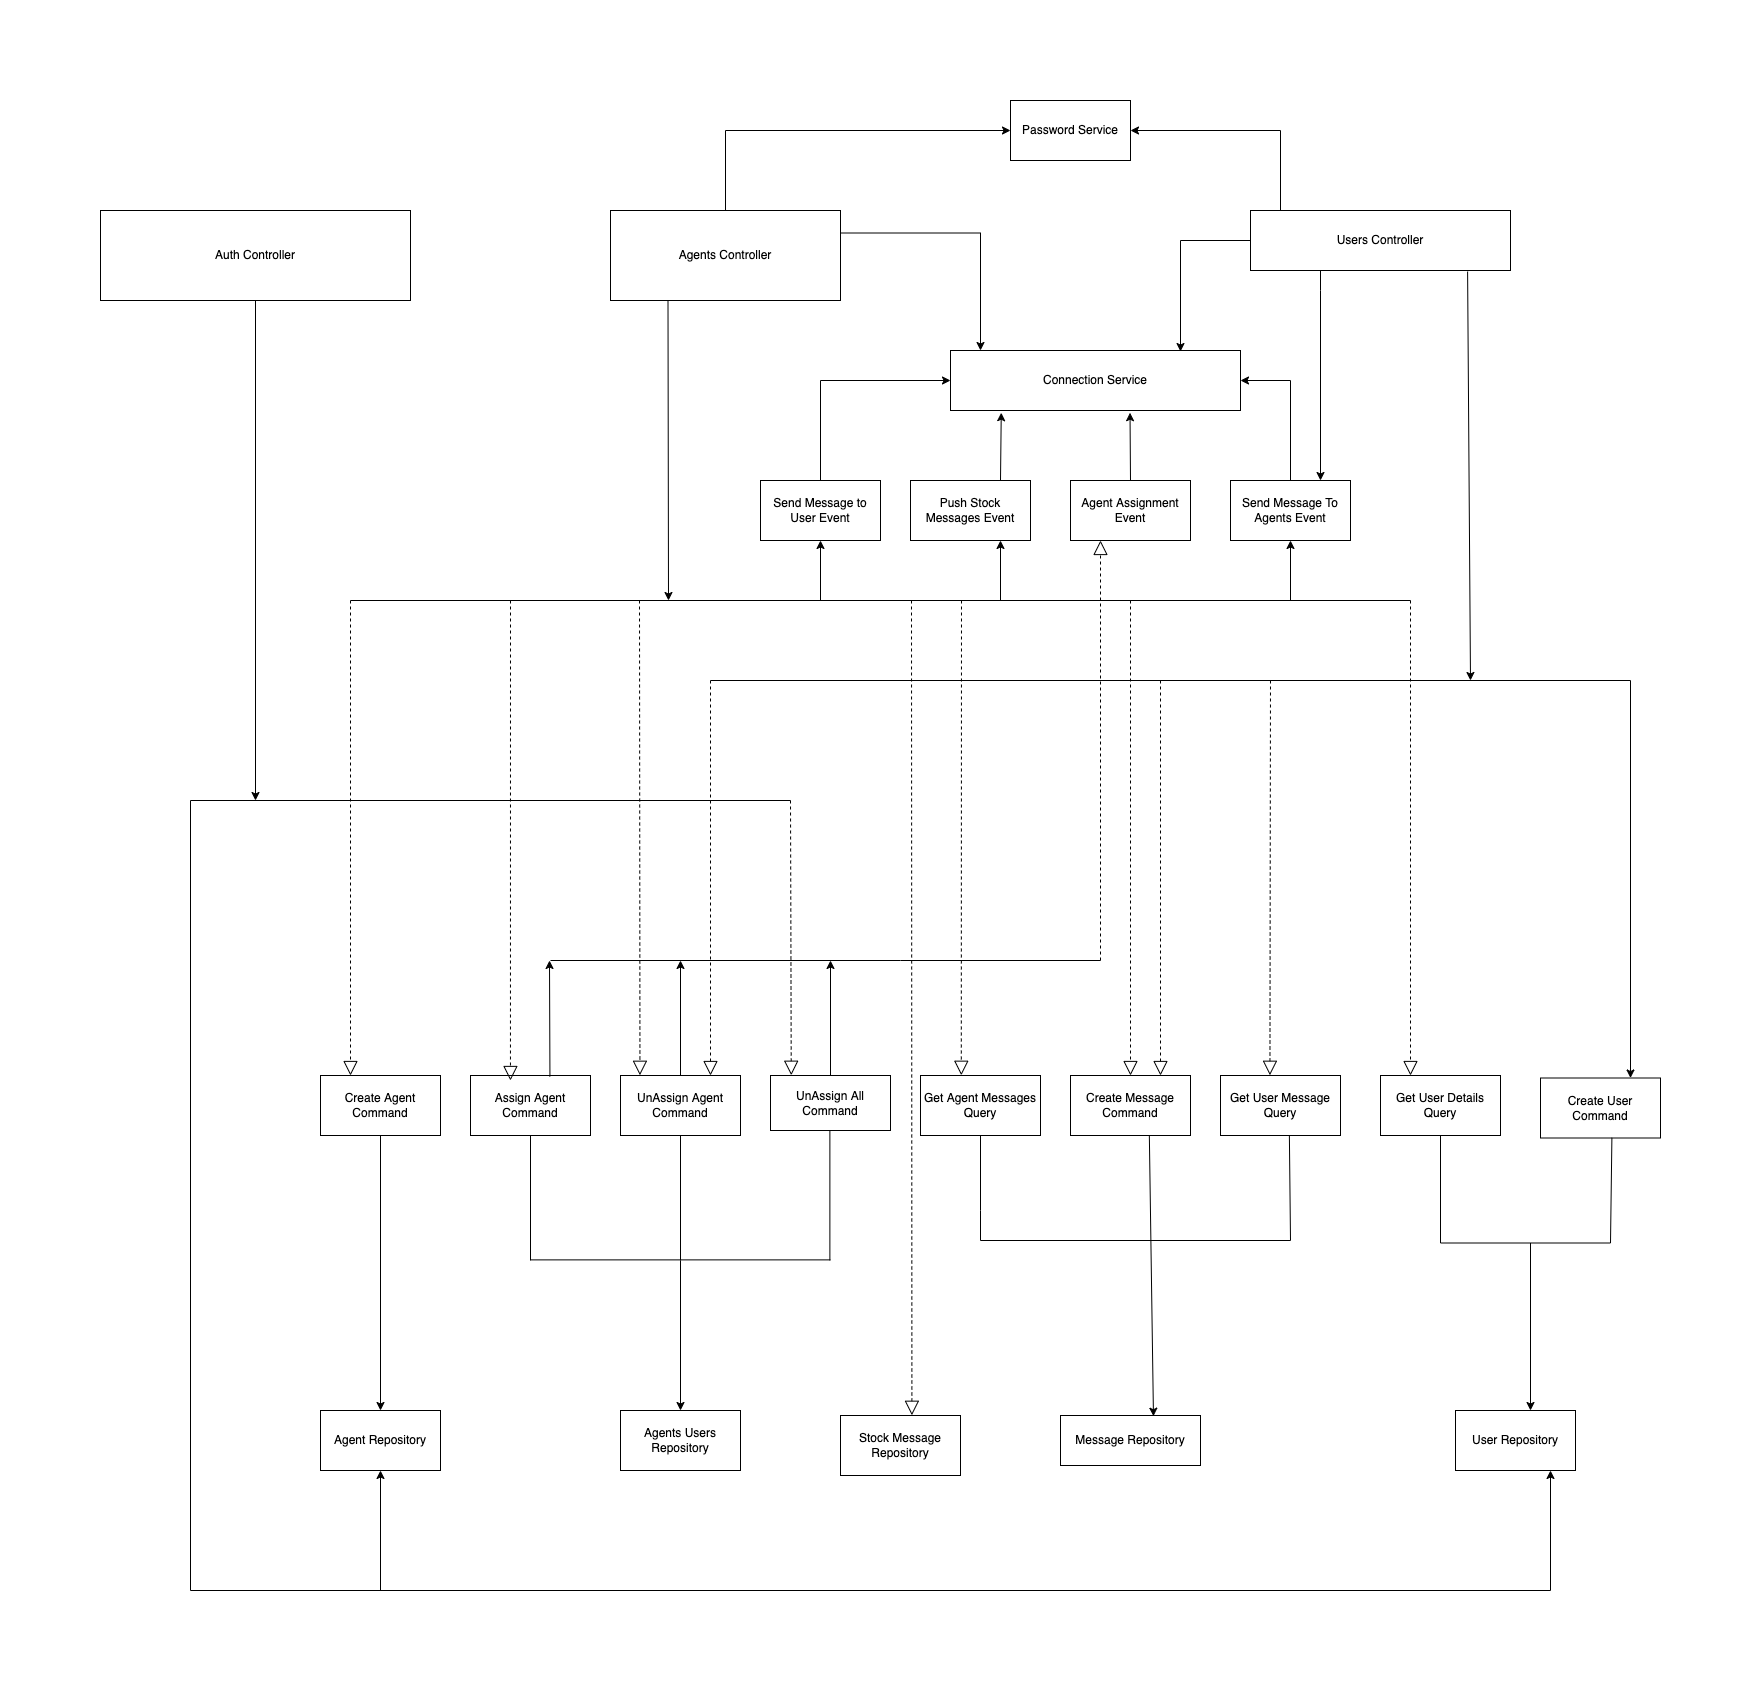 Password Service
Auth Controller
Agents Controller
Users Controller
Connection Service
Send Message to
User Event
Push Stock
Messages Event
Agent Assignment
Event
Send Message To
Agents Event
Create Agent
Command
Assign Agent
Command
UnAssign Agent
Command
UnAssign All
Command
Get Agent Messages
Query
Create Message
Command
Get User Message
Query
Get User Details
Query
Create User
Command
Agent Repository
Agents Users
Repository
Stock Message
Repository
Message Repository
User Repository